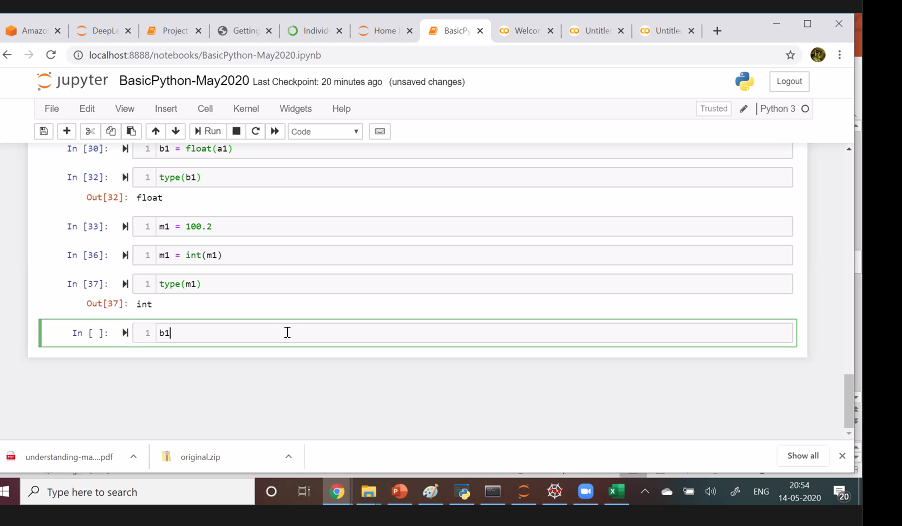 Amazo
DeepL
Project
Getting
Individ
Home
BasicPy
Welcon
Untitle
Untitle
localhost:8888/notebooks/BasicPython-May2020.ipynb
jupyter BasicPython-May2020 Last Checkpoint: 20 minutes ago (unsaved changes)
Logout
File Edit View Insert Cell Kernel Widgets Help
Trusted
Python 3
Run
Code
In [30]: 1 b1 = float(a1)
In [32]: 1 type(b1)
Out[32]: float
In [33]: 1 m1 = 100.2
In [36]: 1 m1 = int(m1)
In [37]: 1 type(m1)
Out[37]: int
In [ ]: 1 b1
understanding-ma....pdf
original.zip
Show all
Type here to search
ENG
20:54
14-05-2020
20